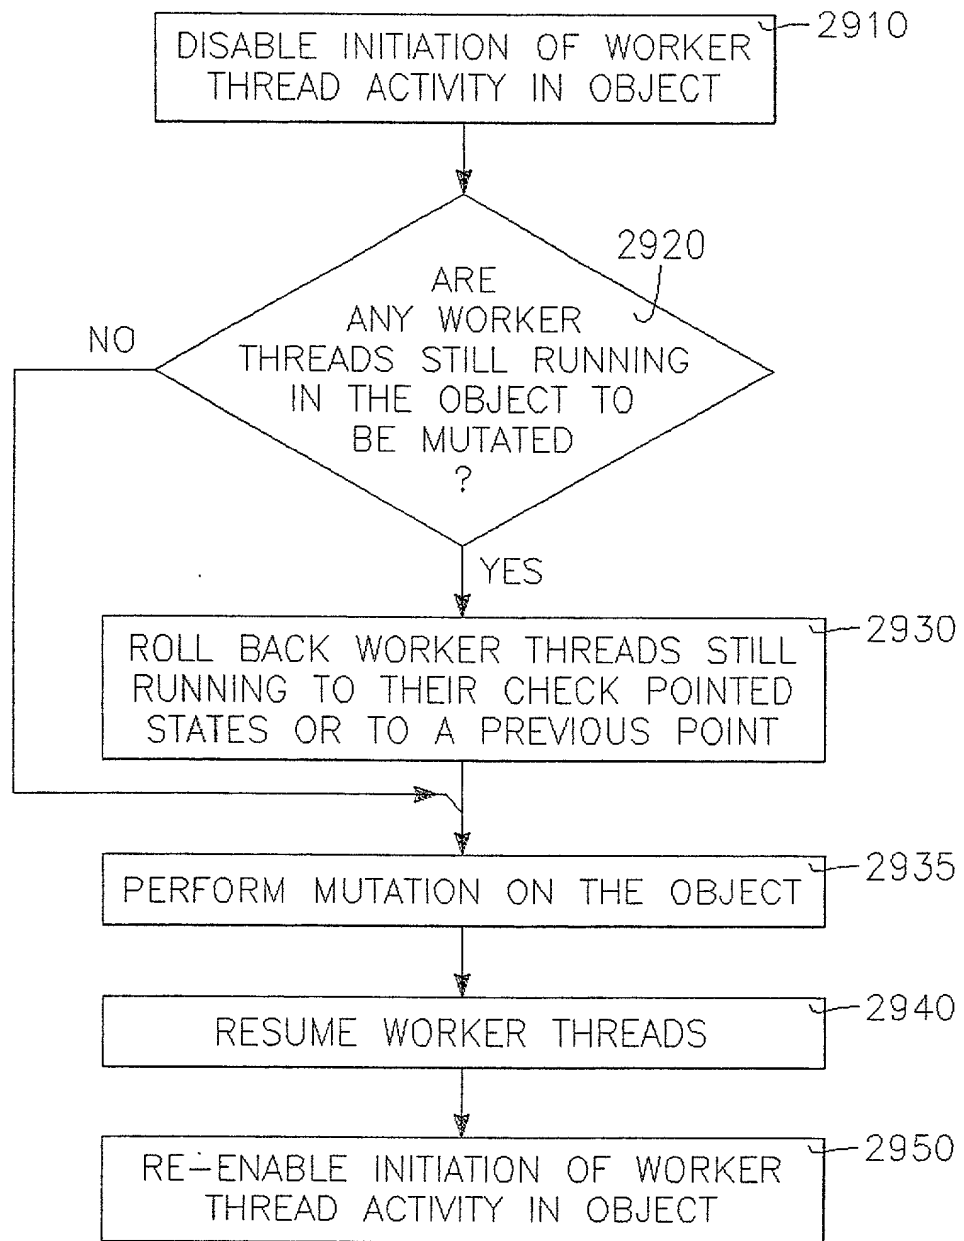 DISABLE INITIATION OF WORKER
THREAD ACTIVITY IN OBJECT
2910
2920
ARE
ANY WORKER
THREADS STILL RUNNING
IN THE OBJECT TO
BE MUTATED
?
NO
YES
ROLL BACK WORKER THREADS STILL
RUNNING TO THEIR CHECK POINTED
STATES OR TO A PREVIOUS POINT
2930
PERFORM MUTATION ON THE OBJECT
2935
RESUME WORKER THREADS
2940
RE-ENABLE INITIATION OF WORKER
THREAD ACTIVITY IN OBJECT
2950